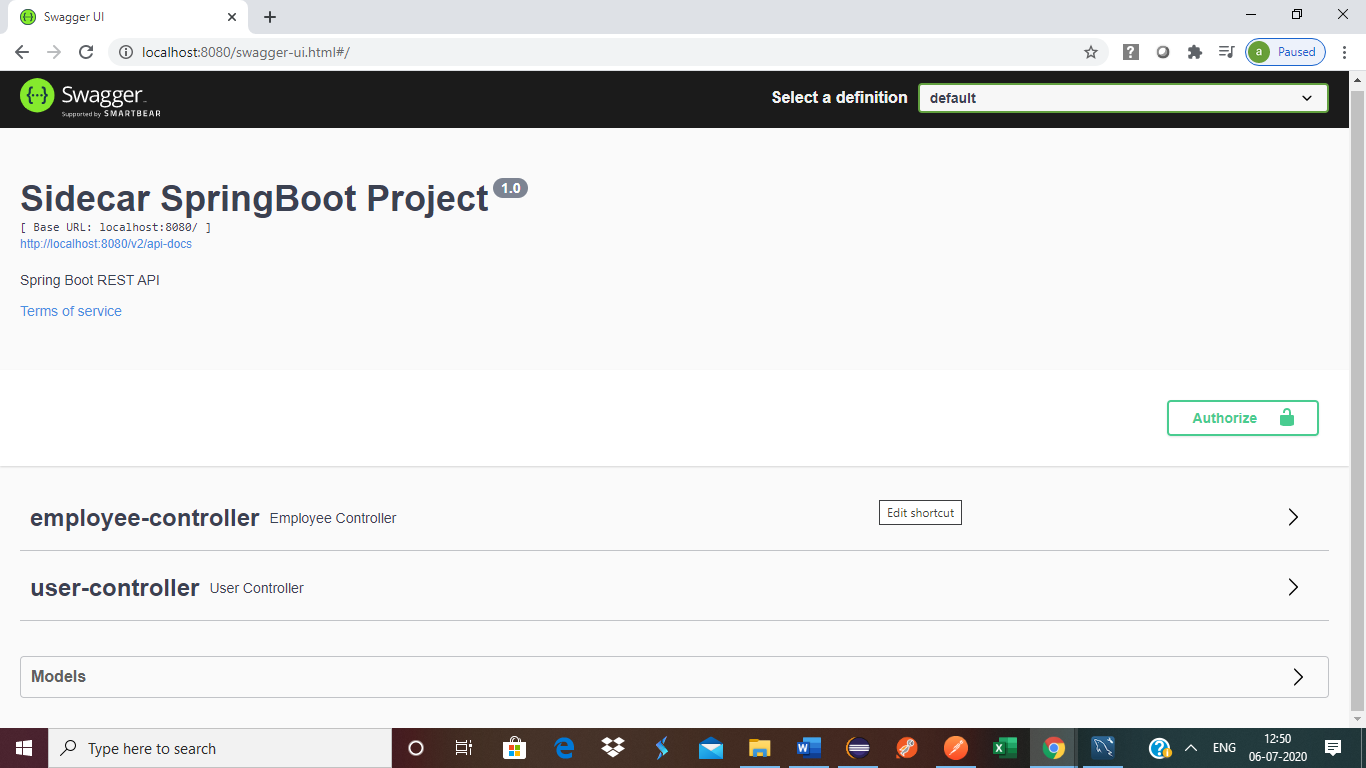 Swagger UI
localhost:8080/swagger-ui.html#/
a Paused
Swagger
Supported by SMARTBEAR
Select a definition default
Sidecar SpringBoot Project 1.0
[ Base URL: localhost:8080/ ]
http://localhost:8080/v2/api-docs
Spring Boot REST API
Terms of service
Authorize
employee-controller Employee Controller
Edit shortcut
user-controller User Controller
Models
Type here to search
ENG
12:50
06-07-2020